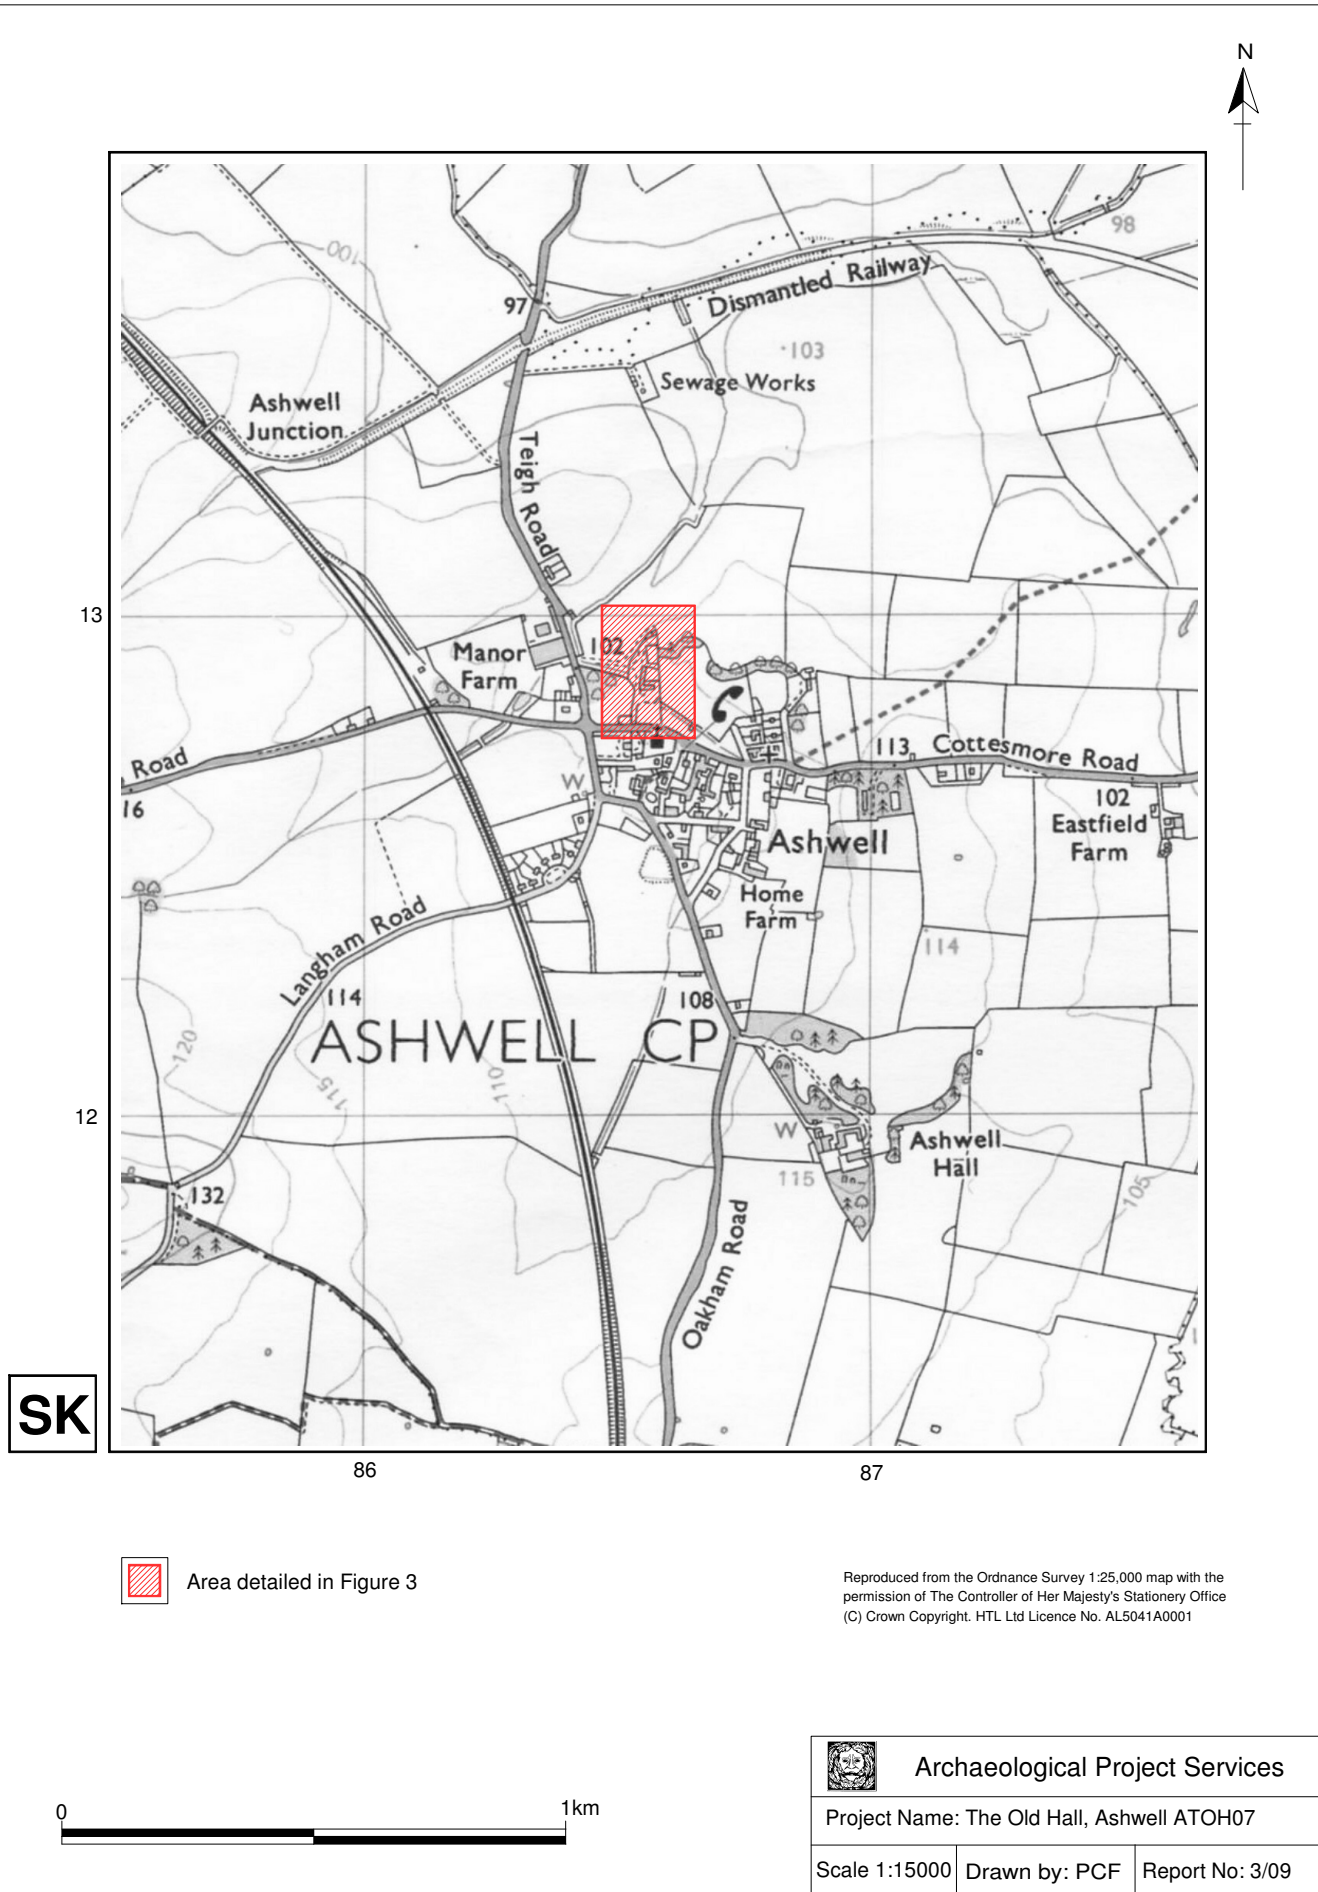 N
100
98
97
Dismantled Railway
103
Sewage Works
Ashwell
Junction
Teigh Road
13
102
Manor
Farm
Road
16
W
113
Cottesmore Road
102
Eastfield
Farm
Ashwell
Home
Farm
Langham Road
114
114
108
ASHWELL CP
120
115
110
12
W
Ashwell
Hall
115
105
132
Oakham Road
SK
86
87
Area detailed in Figure 3
Reproduced from the Ordnance Survey 1:25,000 map with the
permission of The Controller of Her Majesty's Stationery Office
(C) Crown Copyright. HTL Ltd Licence No. AL5041A0001
0
1km
Archaeological Project Services
Project Name: The Old Hall, Ashwell ATOH07
Scale 1:15000
Drawn by: PCF
Report No: 3/09